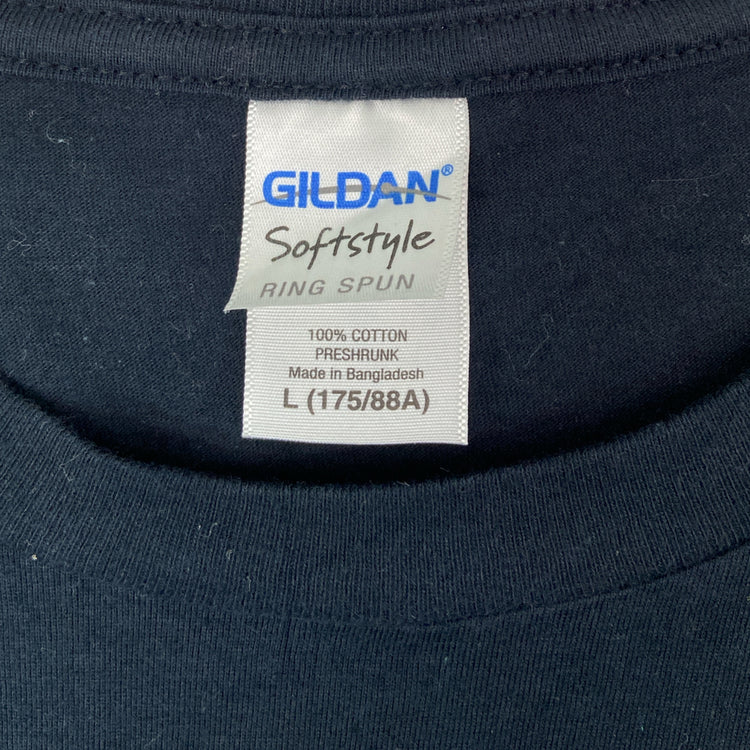 GILDAN®
Softstyle
RING SPUN
100% COTTON
PRESHRUNK
Made in Bangladesh
L (175/88A)